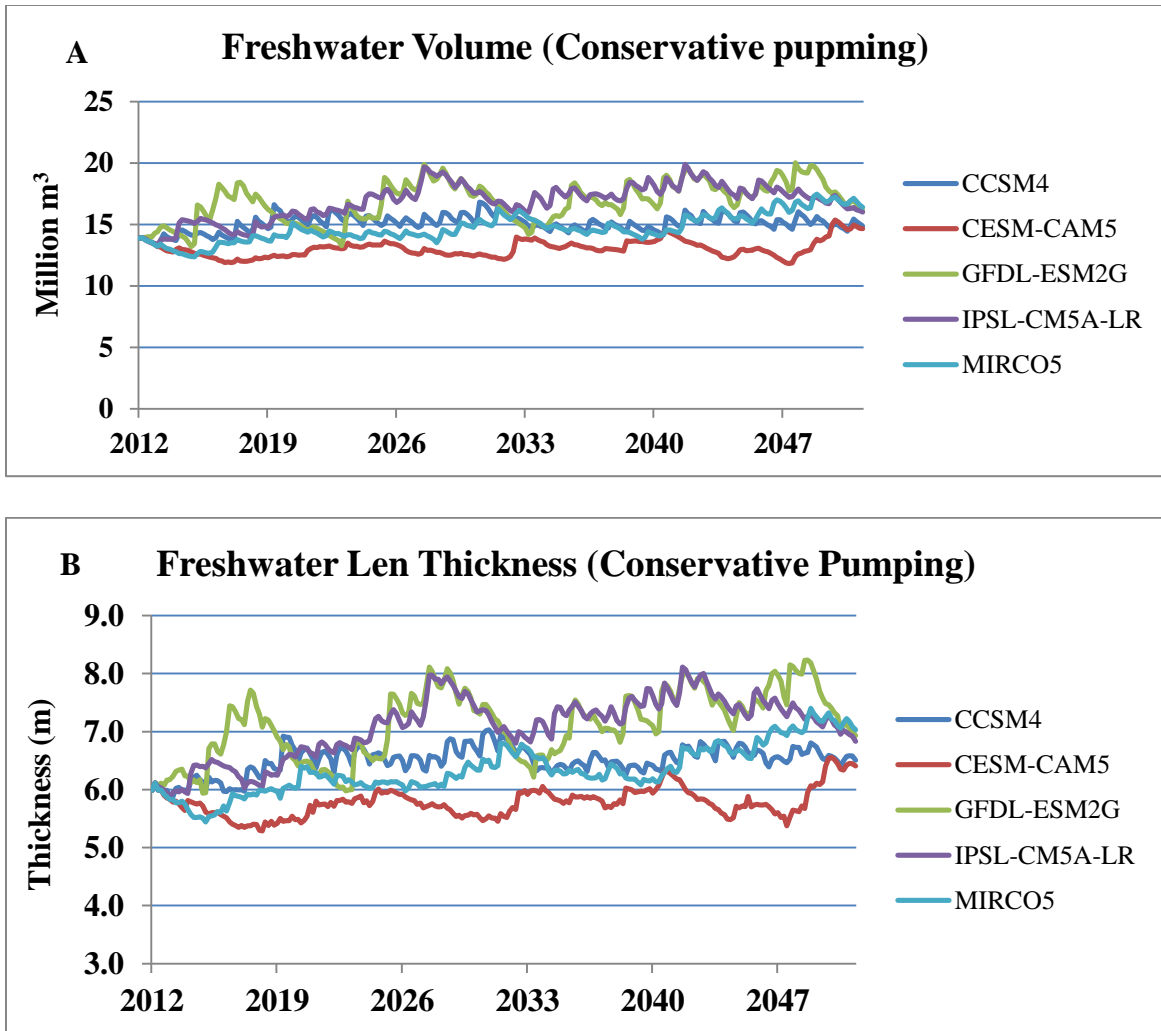 A
Freshwater Volume (Conservative pupming)
Million m³
25
20
15
10
5
0
2012 2019 2026 2033 2040 2047
CCSM4
CESM-CAM5
GFDL-ESM2G
IPSL-CM5A-LR
MIRCO5
B
Freshwater Len Thickness (Conservative Pumping)
Thickness (m)
9.0
8.0
7.0
6.0
5.0
4.0
3.0
2012 2019 2026 2033 2040 2047
CCSM4
CESM-CAM5
GFDL-ESM2G
IPSL-CM5A-LR
MIRCO5